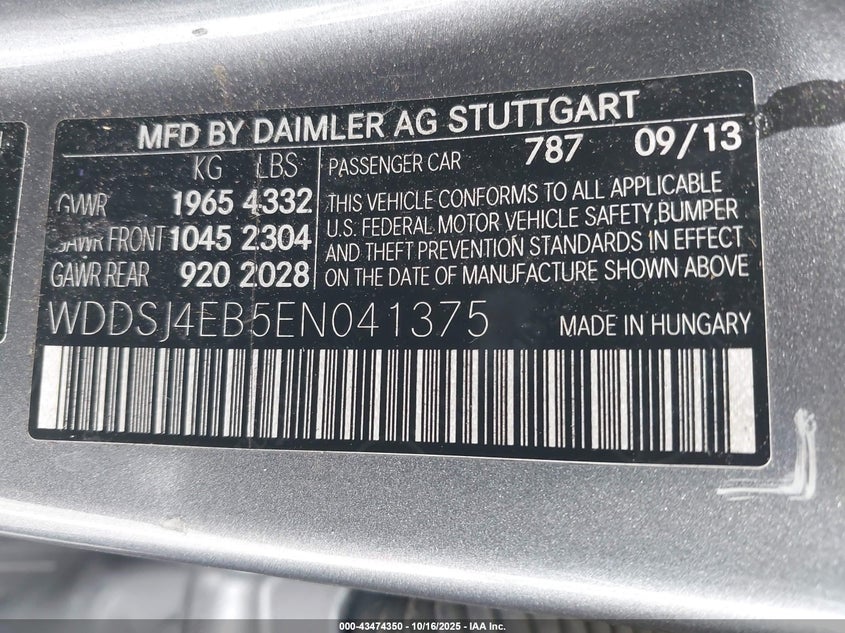 MFD BY DAIMLER AG STUTTGART
KG LBS
GVWR 1965 4332
GAWR FRONT 1045 2304
GAWR REAR 920 2028
PASSENGER CAR 787 09/13
THIS VEHICLE CONFORMS TO ALL APPLICABLE
U.S. FEDERAL MOTOR VEHICLE SAFETY,BUMPER
AND THEFT PREVENTION STANDARDS IN EFFECT
ON THE DATE OF MANUFACTURE SHOWN ABOVE
WDDSJ4EB5EN041375 MADE IN HUNGARY
000-43474350 - 10/16/2025 - IAA Inc.